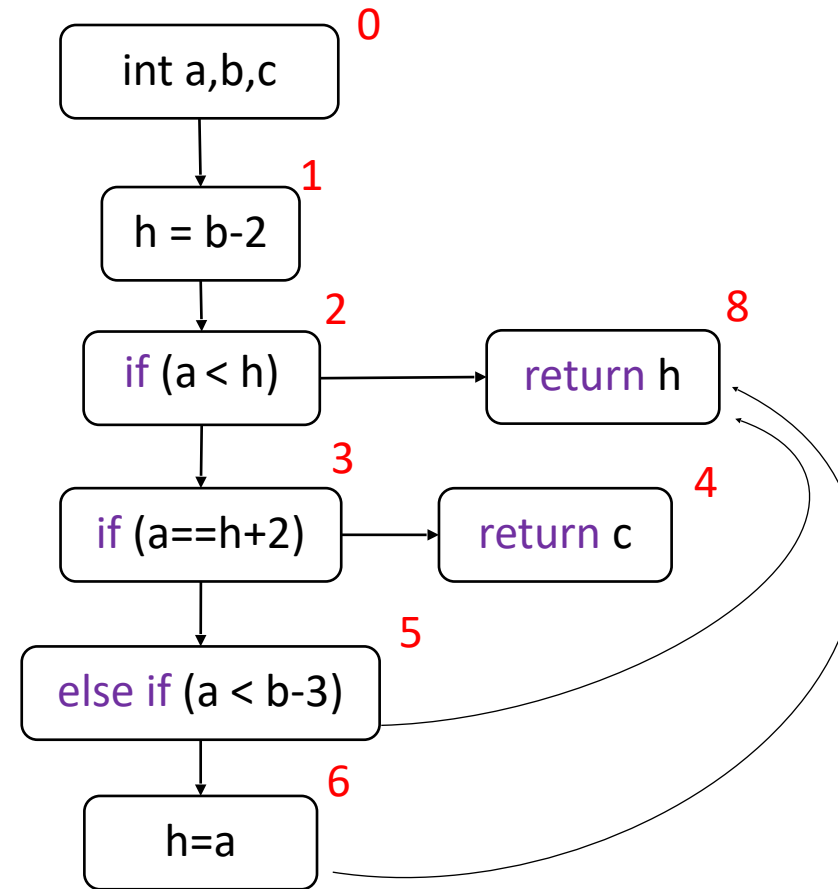 0
int a,b,c
1
h = b-2
2
if (a < h)
8
return h
3
if (a==h+2)
4
return c
5
else if (a < b-3)
6
h=a